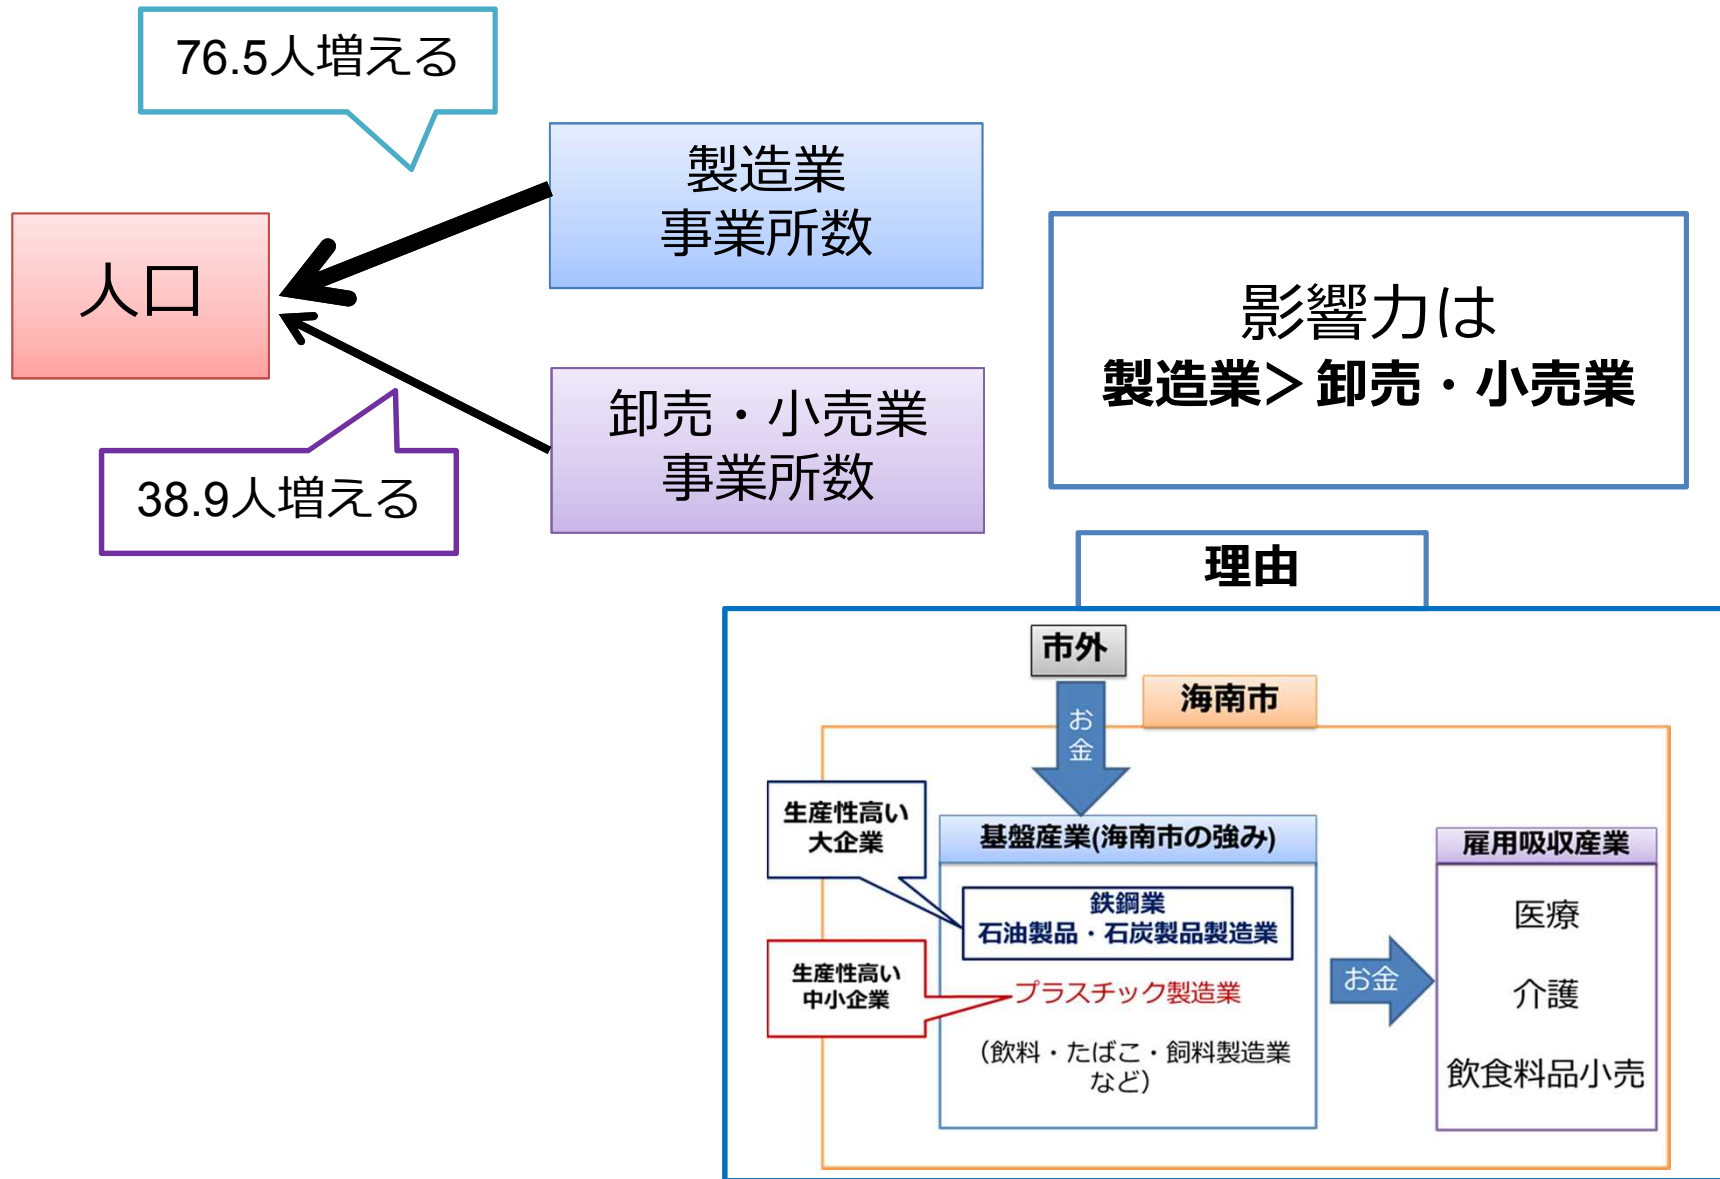 76.5人増える
製造業
事業所数
人口
影響力は
製造業＞卸売・小売業
卸売・小売業
事業所数
38.9人増える
理由
市外
海南市
お
金
生産性高い
大企業
基盤産業(海南市の強み)
雇用吸収産業
鉄鋼業
石油製品・石炭製品製造業
生産性高い
中小企業
プラスチック製造業
（飲料・たばこ・飼料製造業
など）
お金
医療
介護
飲食料品小売